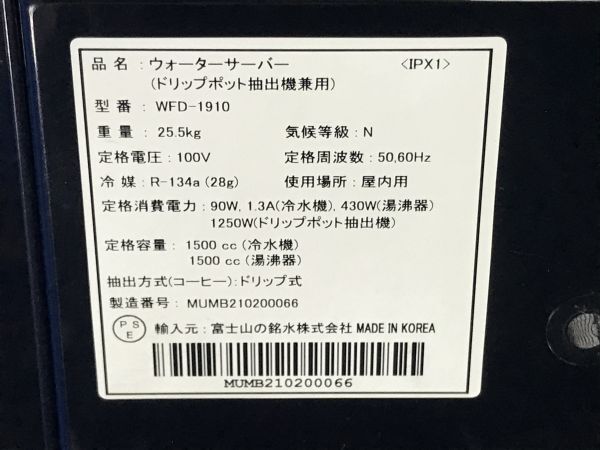 品 名 : ウォーターサーバー <IPX1>
(ドリップポット抽出機兼用)
型 番 : WFD-1910
重 量 : 25.5kg 気候等級 : N
定格電圧 : 100V 定格周波数 : 50,60Hz
冷 媒 : R-134a (28g) 使用場所 : 屋内用
定格消費電力 : 90W, 1.3A(冷水機), 430W(湯沸器)
1250W(ドリップポット抽出機)
定格容量 : 1500 cc (冷水機)
1500 cc (湯沸器)
抽出方式(コーヒー) : ドリップ式
製造番号 : MUMB210200066
PSE 輸入元 : 富士山の銘水株式会社 MADE IN KOREA
MUMB210200066